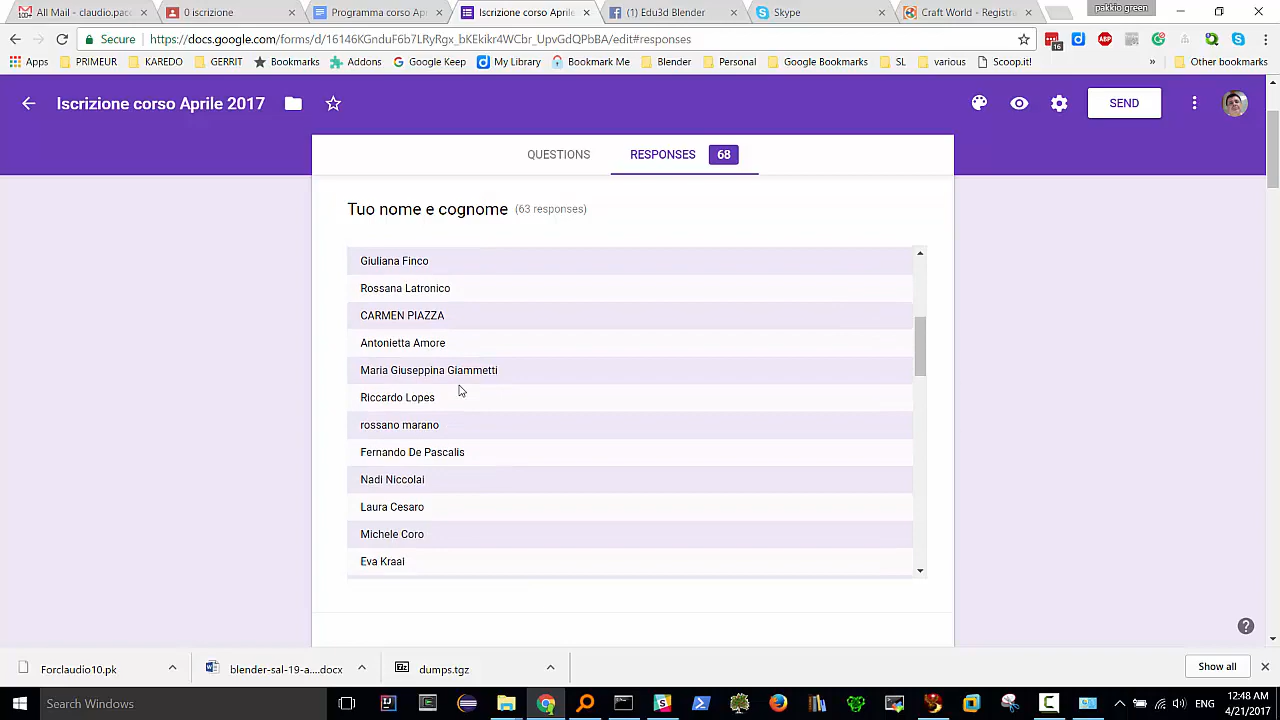 All Mail - claudio.pac
0 iscrizione
Programma corso Ap
Iscrizione corso Aprile
(1) Edu3d Blender
Skype
Craft World - Registra
pakkio green
Secure
https://docs.google.com/forms/d/16146KGnduF6b7LRyRgx_bKEkikr4WCbr_UpvGdQPbBA/edit#responses
16
ABP
Apps
PRIMEUR
KAREDO
GERRIT
Bookmarks
Addons
Google Keep
My Library
Bookmark Me
Blender
Personal
Google Bookmarks
SL
various
Scoop.it!
»
Other bookmarks
Iscrizione corso Aprile 2017
SEND
QUESTIONS
RESPONSES
68
Tuo nome e cognome (63 responses)
Giuliana Finco
Rossana Latronico
CARMEN PIAZZA
Antonietta Amore
Maria Giuseppina Giammetti
Riccardo Lopes
rossano marano
Fernando De Pascalis
Nadi Niccolai
Laura Cesaro
Michele Coro
Eva Kraai
Forclaudio10.pk
blender-sal-19-a....docx
dumps.tgz
Show all
Search Windows
ENG
12:48 AM
4/21/2017